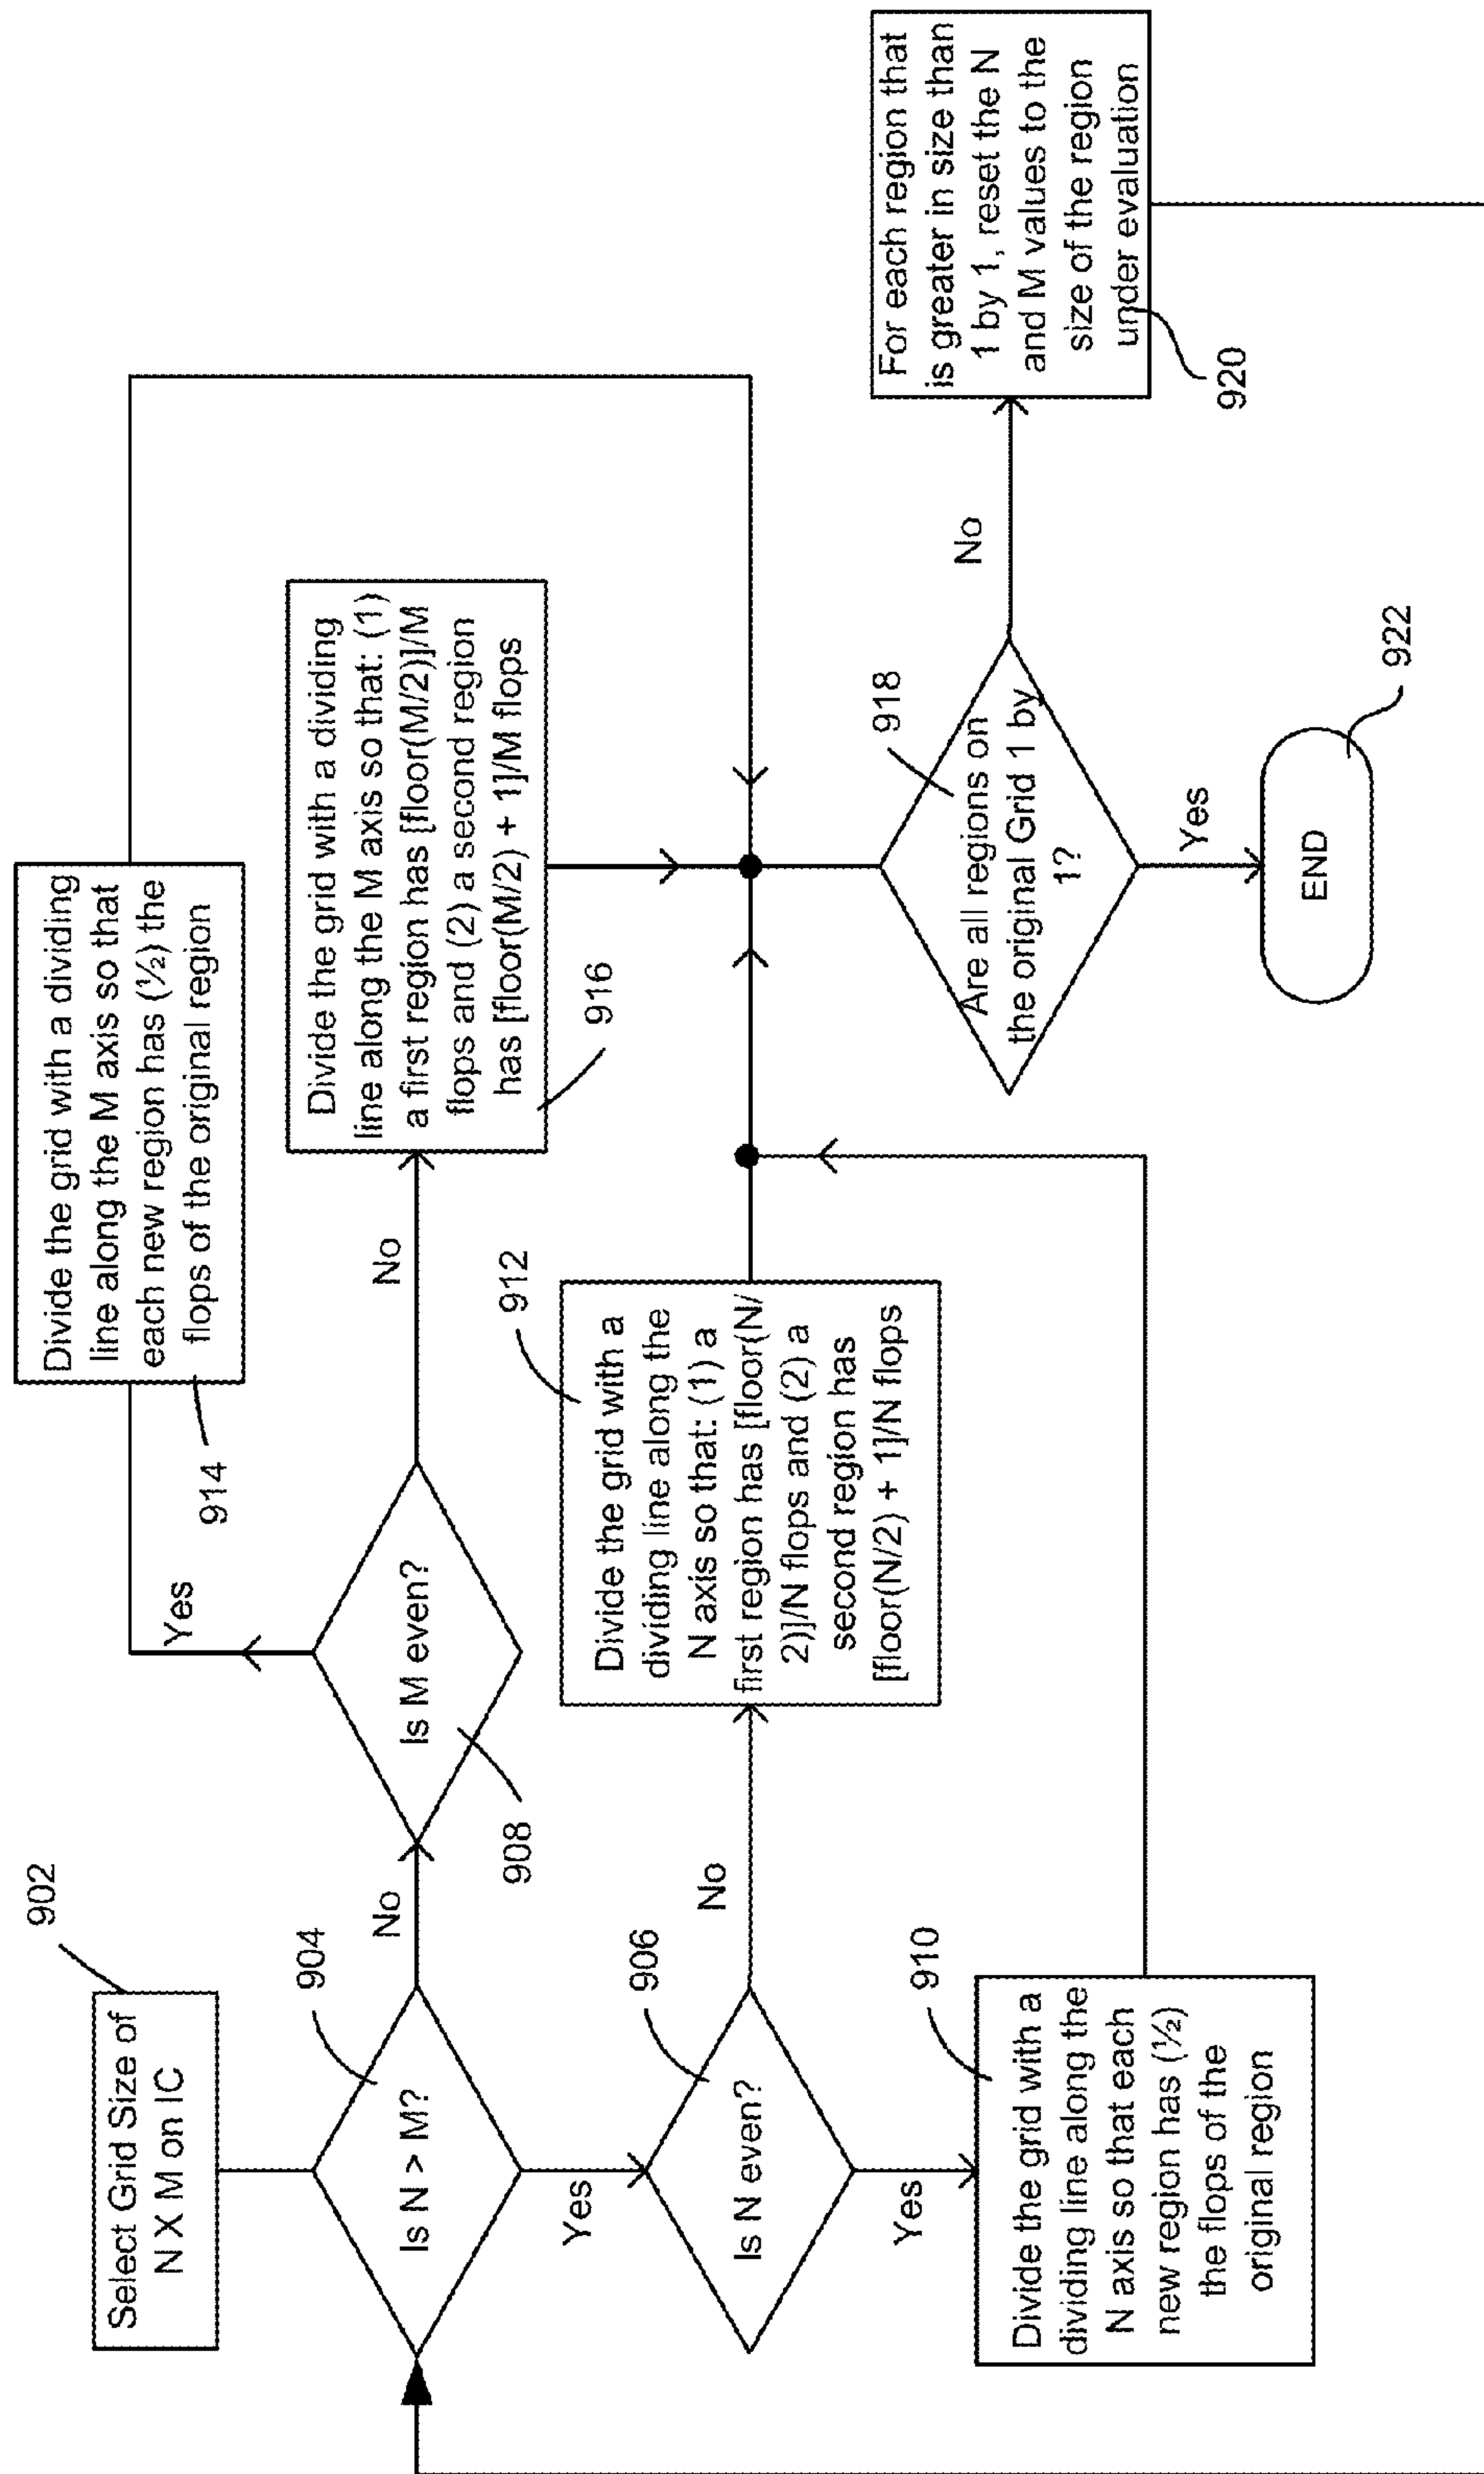 902
Select Grid Size of
N X M on IC
904
Is N > M?
No
Yes
908
Is M even?
Yes
No
914
Divide the grid with a dividing
line along the M axis so that
each new region has (½) the
flops of the original region
916
Divide the grid with a dividing
line along the M axis so that: (1)
a first region has [floor(M/2)]/M
flops and (2) a second region
has [floor(M/2) + 1]/M flops
906
Is N even?
No
Yes
912
Divide the grid with a
dividing line along the
N axis so that: (1) a
first region has [floor(N/
2)]/N flops and (2) a
second region has
[floor(N/2) + 1]/N flops
910
Divide the grid with a
dividing line along the
N axis so that each
new region has (½)
the flops of the
original region
918
Are all regions on
the original Grid 1 by
1?
No
Yes
For each region that
is greater in size than
1 by 1, reset the N
and M values to the
size of the region
under evaluation
920
END
922